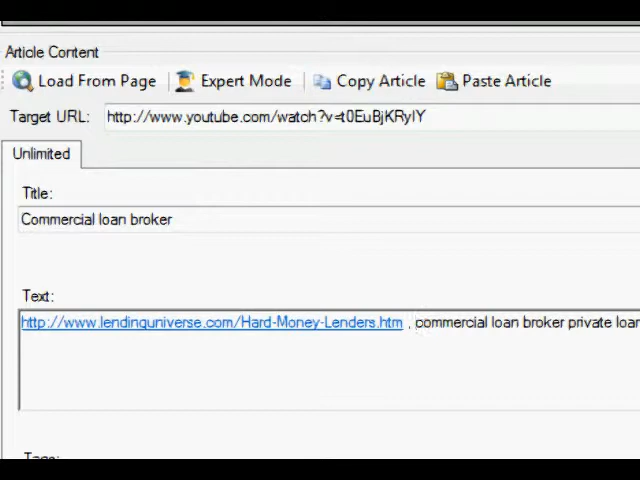 Article Content
Load From Page Expert Mode Copy Article Paste Article
Target URL: http://www.youtube.com/watch?v=t0EuBjKRyIY
Unlimited
Title:
Commercial loan broker
Text:
http://www.lendinguniverse.com/Hard-Money-Lenders.htm , commercial loan broker private loan